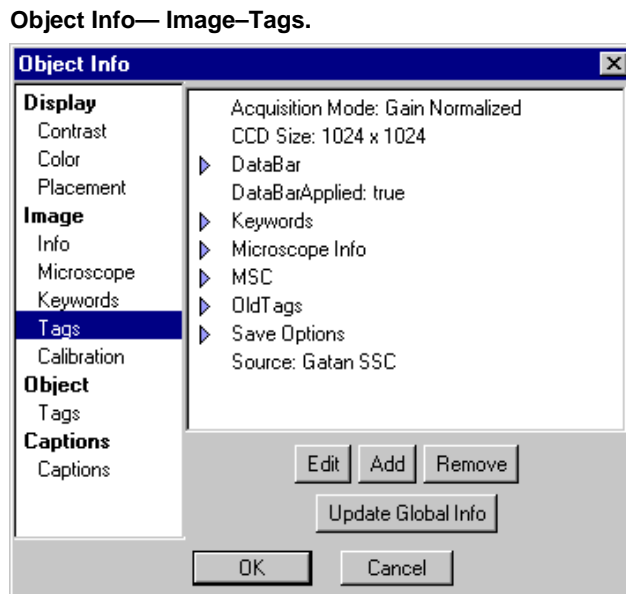 Object Info— Image–Tags.
Object Info
Display
Contrast
Color
Placement
Image
Info
Microscope
Keywords
Tags
Calibration
Object
Tags
Captions
Captions
Acquisition Mode: Gain Normalized
CCD Size: 1024 x 1024
DataBar
DataBarApplied: true
Keywords
Microscope Info
MSC
OldTags
Save Options
Source: Gatan SSC
Edit
Add
Remove
Update Global Info
OK
Cancel